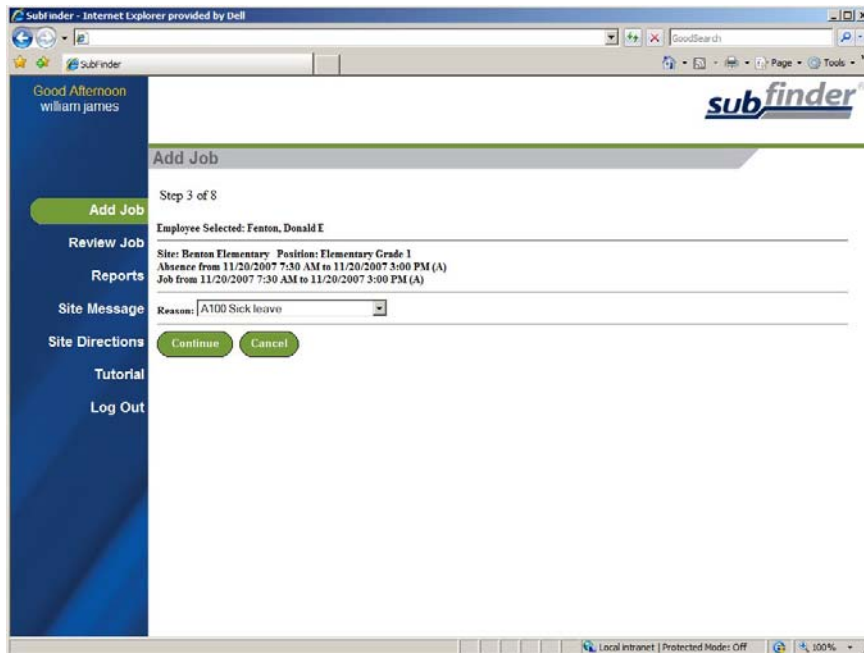 SubFinder - Internet Explorer provided by Dell
GoodSearch
SubFinder
Page
Tools
Good Afternoon
william james
subfinder
Add Job
Step 3 of 8
Add Job
Employee Selected: Fenton, Donald E
Review Job
Site: Benton Elementary Position: Elementary Grade 1
Absence from 11/20/2007 7:30 AM to 11/20/2007 3:00 PM (A)
Reports
Job from 11/20/2007 7:30 AM to 11/20/2007 3:00 PM (A)
Site Message
Reason: A100 Sick leave
Site Directions
Continue Cancel
Tutorial
Log Out
Local intranet | Protected Mode: Off
100%